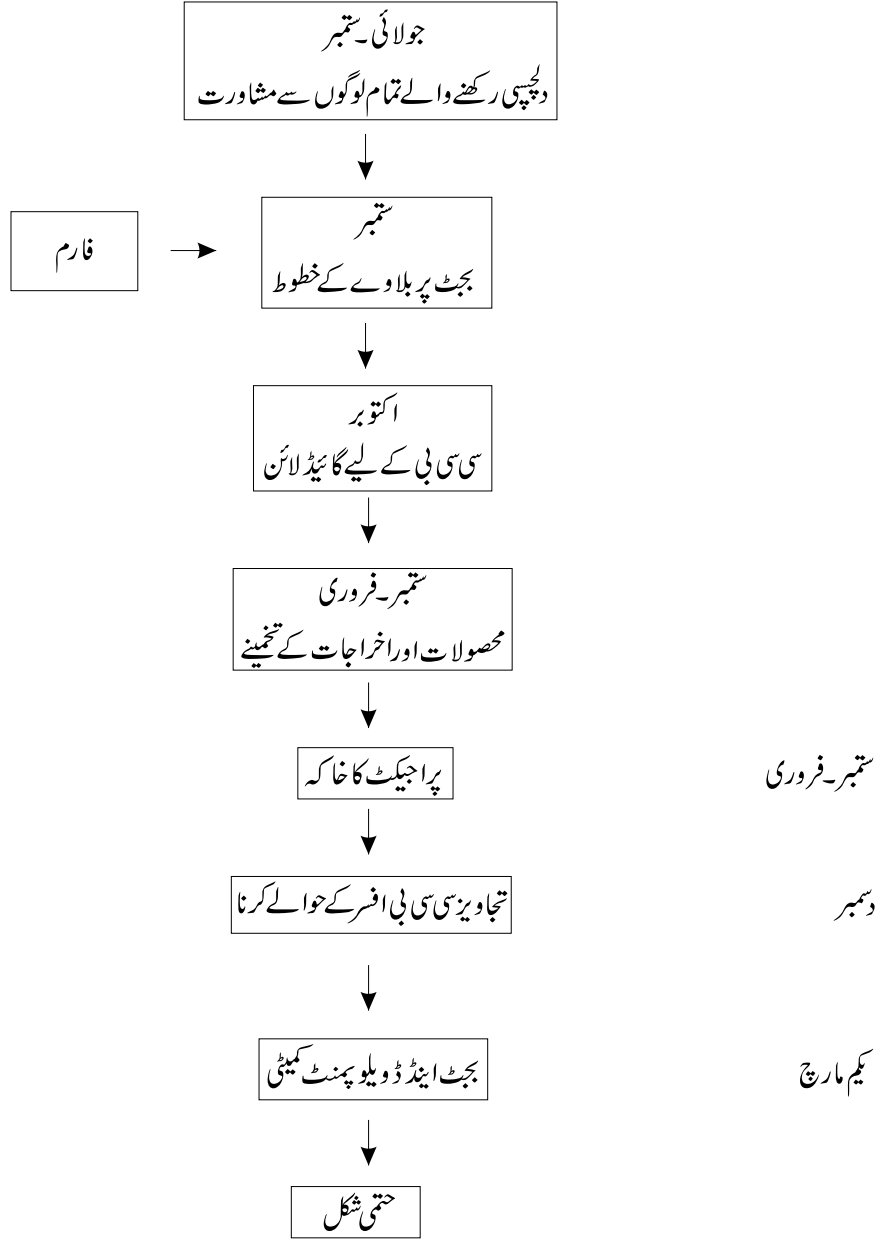 جولائی۔ستمبر
دلچسپی رکھنے والے تمام لوگوں سے مشاورت
ستمبر
بجٹ پر بلاوے کے خطوط
فارم
اکتوبر
سی سی بی کے لیے گائیڈ لائن
ستمبر۔فروری
محصولات اور اخراجات کے تخمینے
پراجیکٹ کا خاکہ
ستمبر۔فروری
تجاویز سی سی بی افسر کے حوالے کرنا
دسمبر
بجٹ اینڈ ڈویلوپمنٹ کمیٹی
یکم مارچ
حتمی شکل